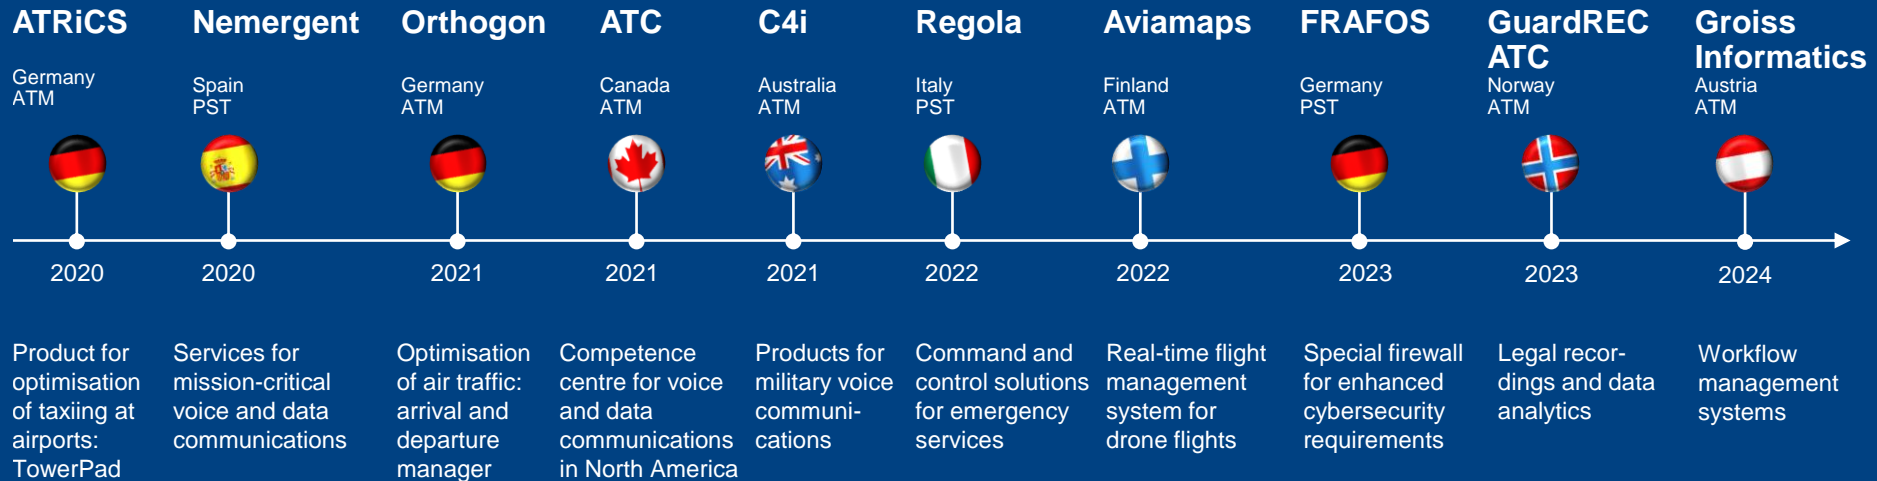 ATRiCS
Germany
ATM
2020
Product for
optimisation
of taxiing at
airports:
TowerPad
Nemergent
Spain
PST
2020
Services for
mission-critical
voice and data
communications
Orthogon
Germany
ATM
2021
Optimisation
of air traffic:
arrival and
departure
manager
ATC
Canada
ATM
2021
Competence
centre for voice
and data
communications
in North America
C4i
Australia
ATM
2021
Products for
military voice
communi-
cations
Regola
Italy
PST
2022
Command and
control solutions
for emergency
services
Aviamaps
Finland
ATM
2022
Real-time flight
management
system for
drone flights
FRAFOS
Germany
PST
2023
Special firewall
for enhanced
cybersecurity
requirements
GuardREC
ATC
Norway
ATM
2023
Legal recor-
dings and data
analytics
Groiss
Informatics
Austria
ATM
2024
Workflow
management
systems